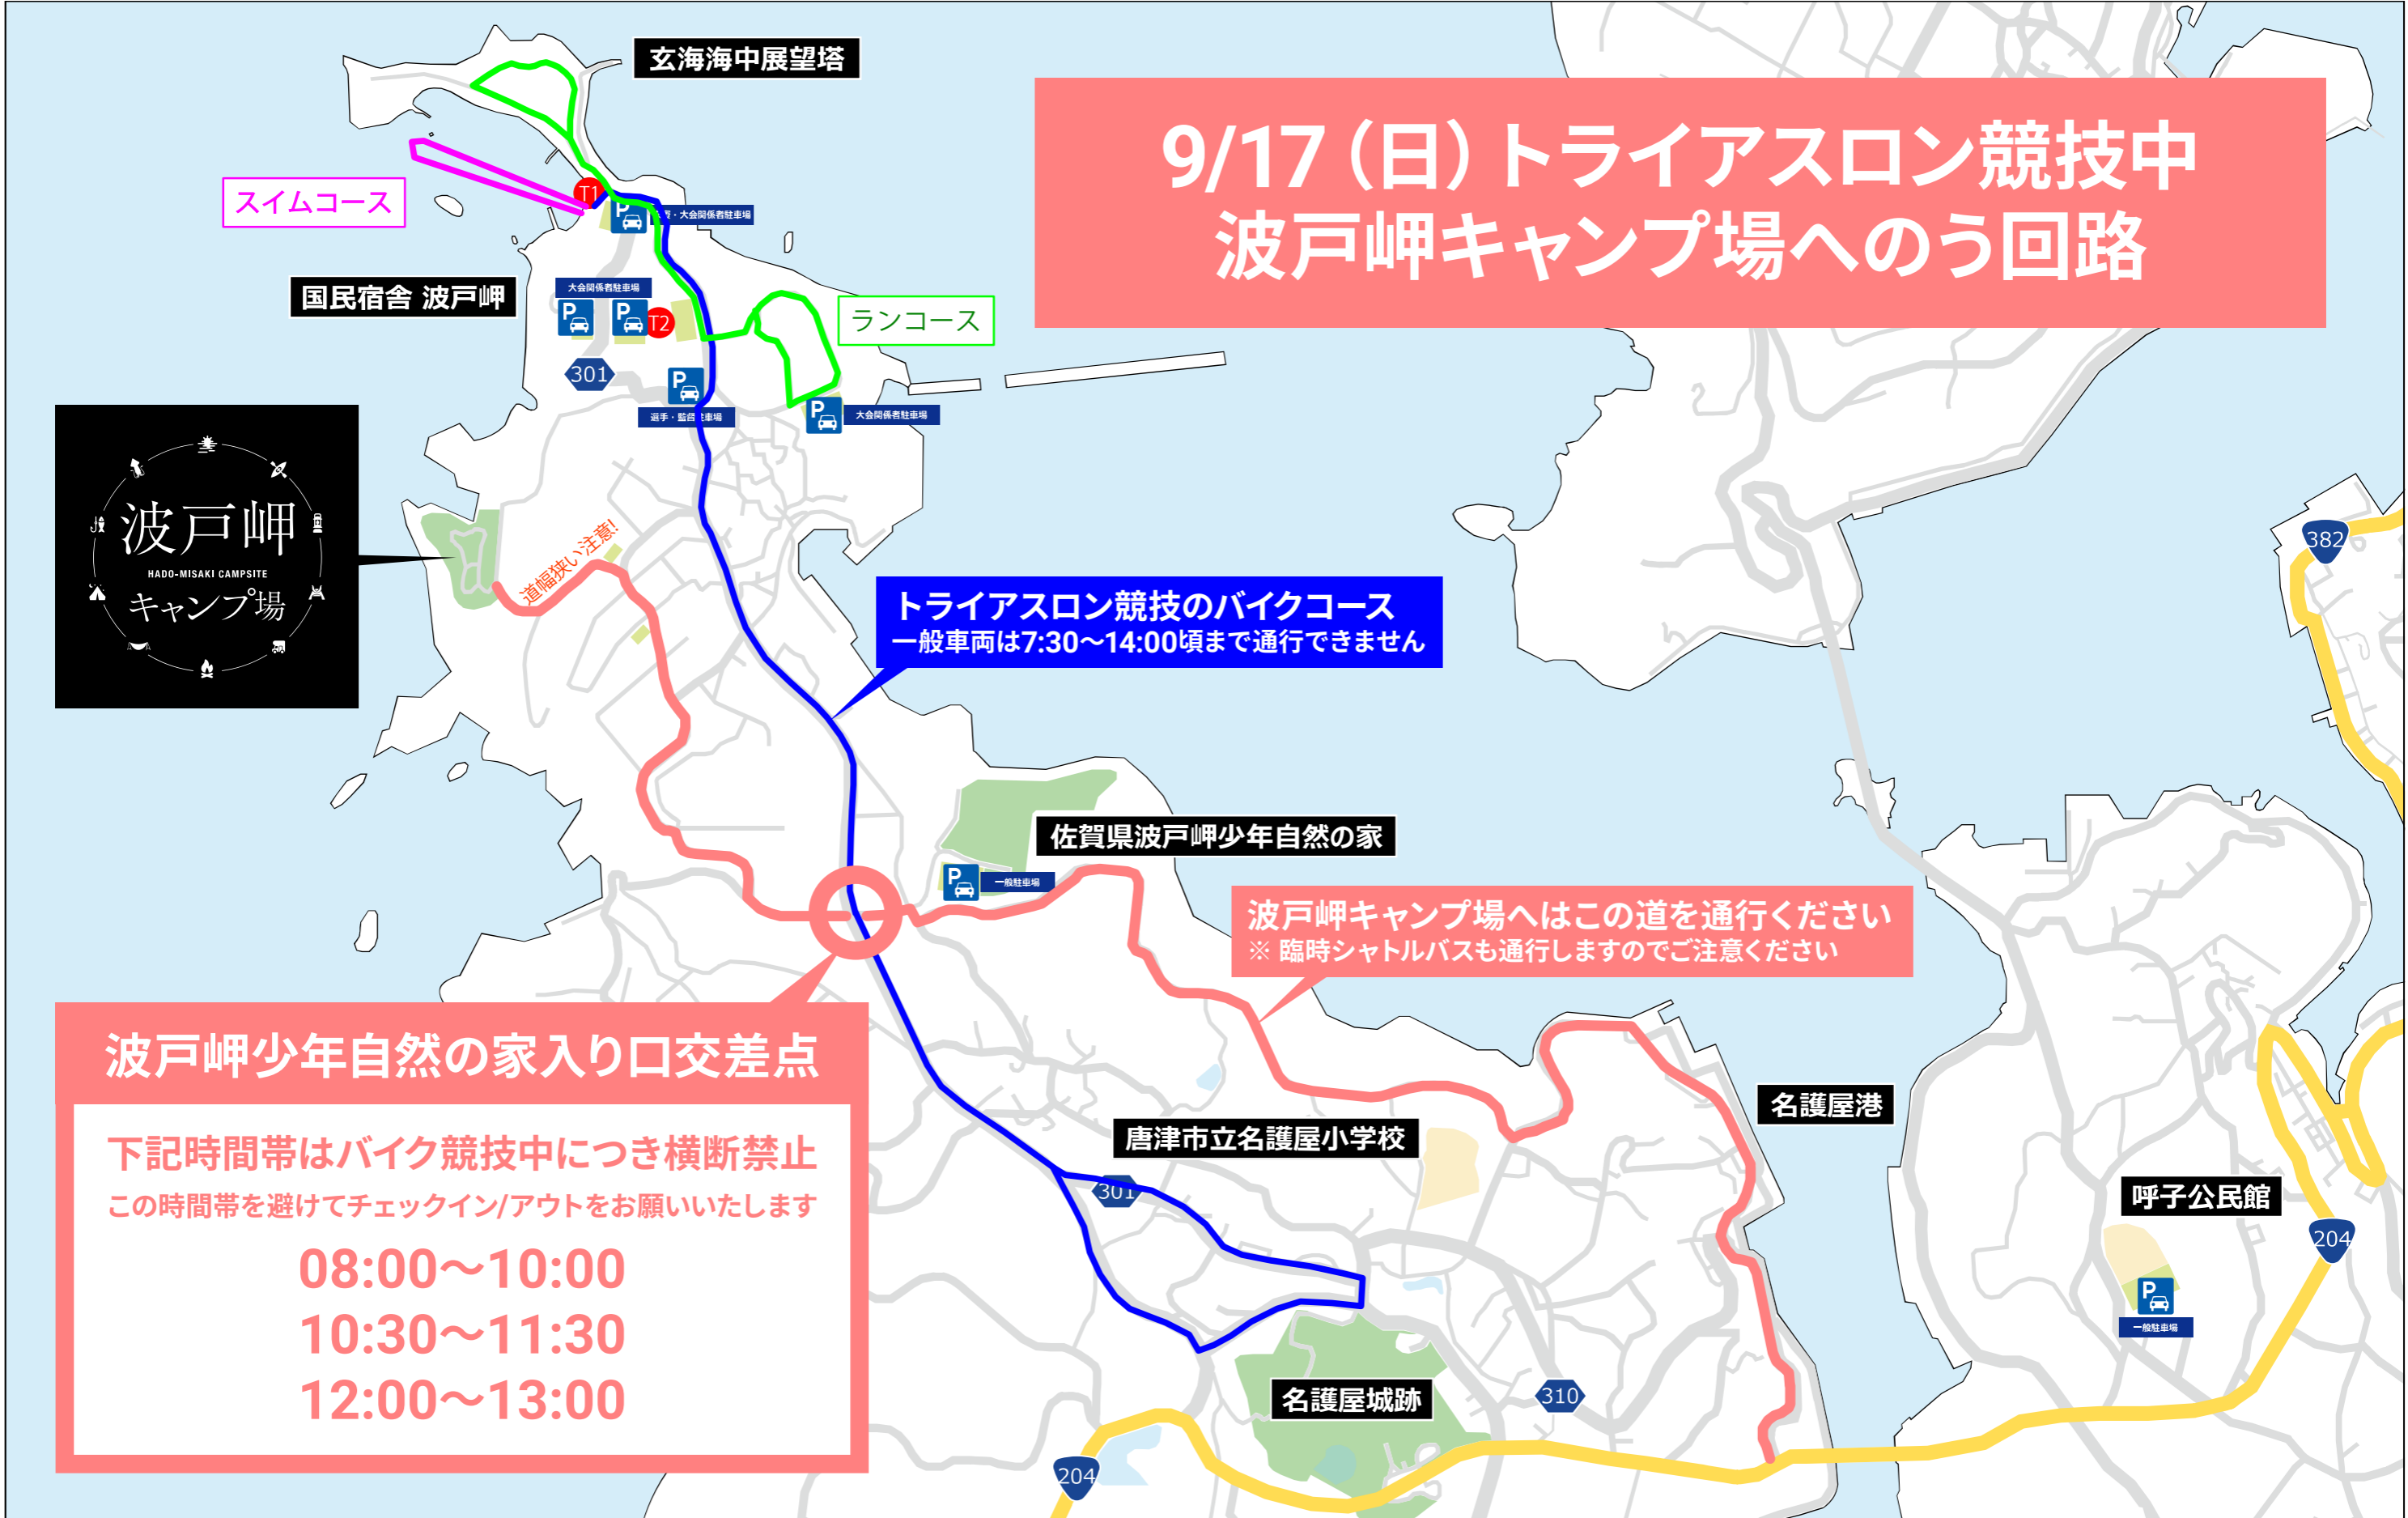 9/17（日）トライアスロン競技中
波戸岬キャンプ場へのう回路
玄海海中展望塔
スイムコース
T1
P
・大会関係者駐車場
国民宿舎 波戸岬
大会関係者駐車場
P
P
T2
ランコース
301
P
選手・監督駐車場
P
大会関係者駐車場
波戸岬
HADO-MISAKI CAMPSITE
キャンプ場
道幅狭い注意!
382
トライアスロン競技のバイクコース
一般車両は7:30〜14:00頃まで通行できません
佐賀県波戸岬少年自然の家
P
一般駐車場
波戸岬キャンプ場へはこの道を通行ください
※ 臨時シャトルバスも通行しますのでご注意ください
波戸岬少年自然の家入り口交差点
下記時間帯はバイク競技中につき横断禁止
この時間帯を避けてチェックイン/アウトをお願いいたします
08:00〜10:00
10:30〜11:30
12:00〜13:00
名護屋港
唐津市立名護屋小学校
301
呼子公民館
204
P
一般駐車場
名護屋城跡
310
204